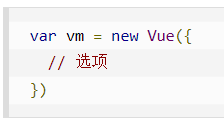 var vm = new Vue({
  // 选项
})